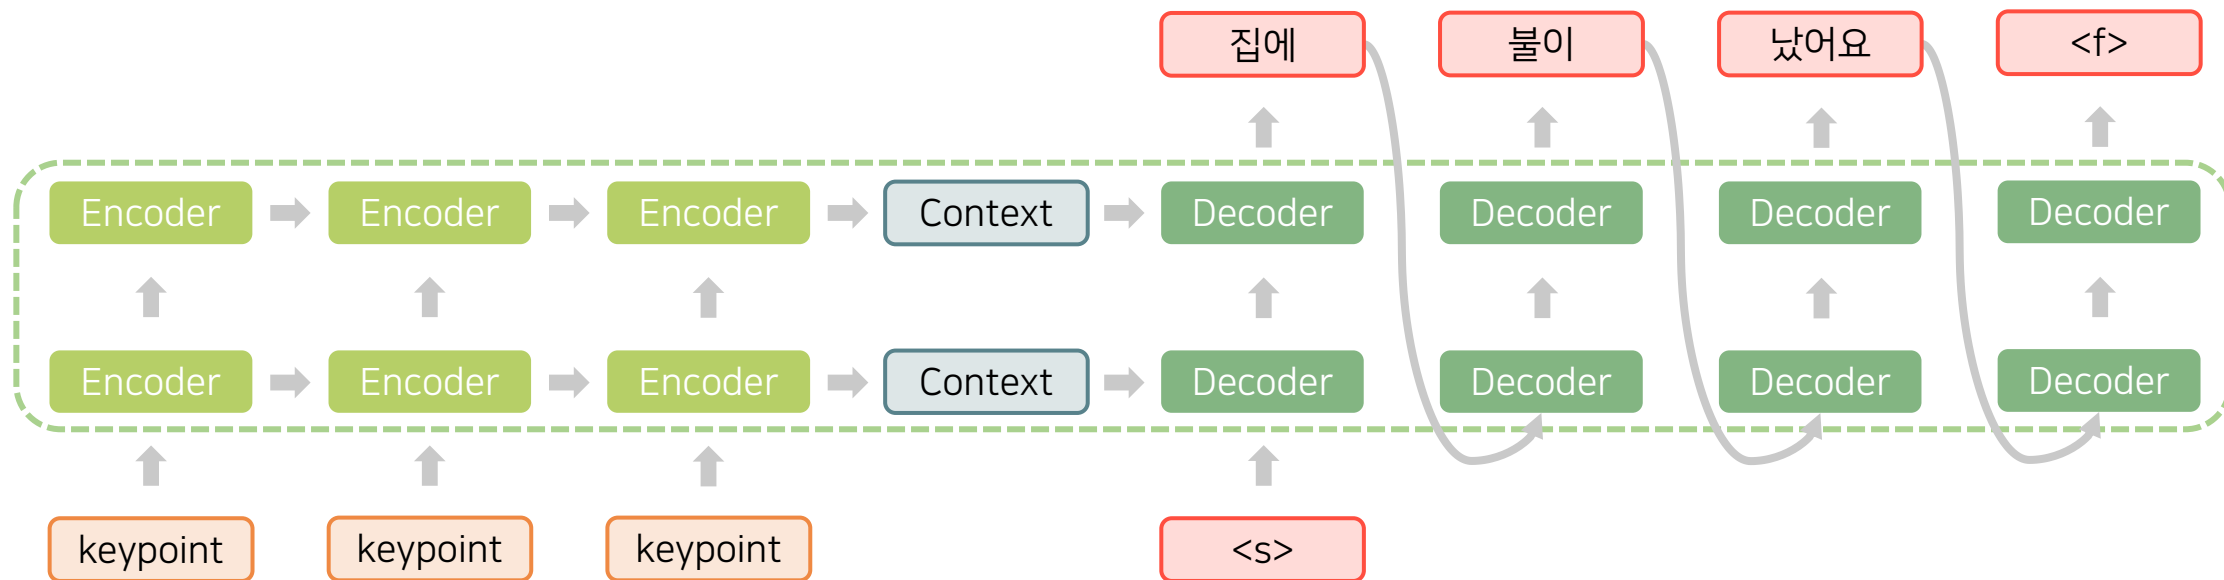 집에 불이 났어요 <f>
Encoder Encoder Encoder Context Decoder Decoder Decoder Decoder
Encoder Encoder Encoder Context Decoder Decoder Decoder Decoder
keypoint keypoint keypoint <s>